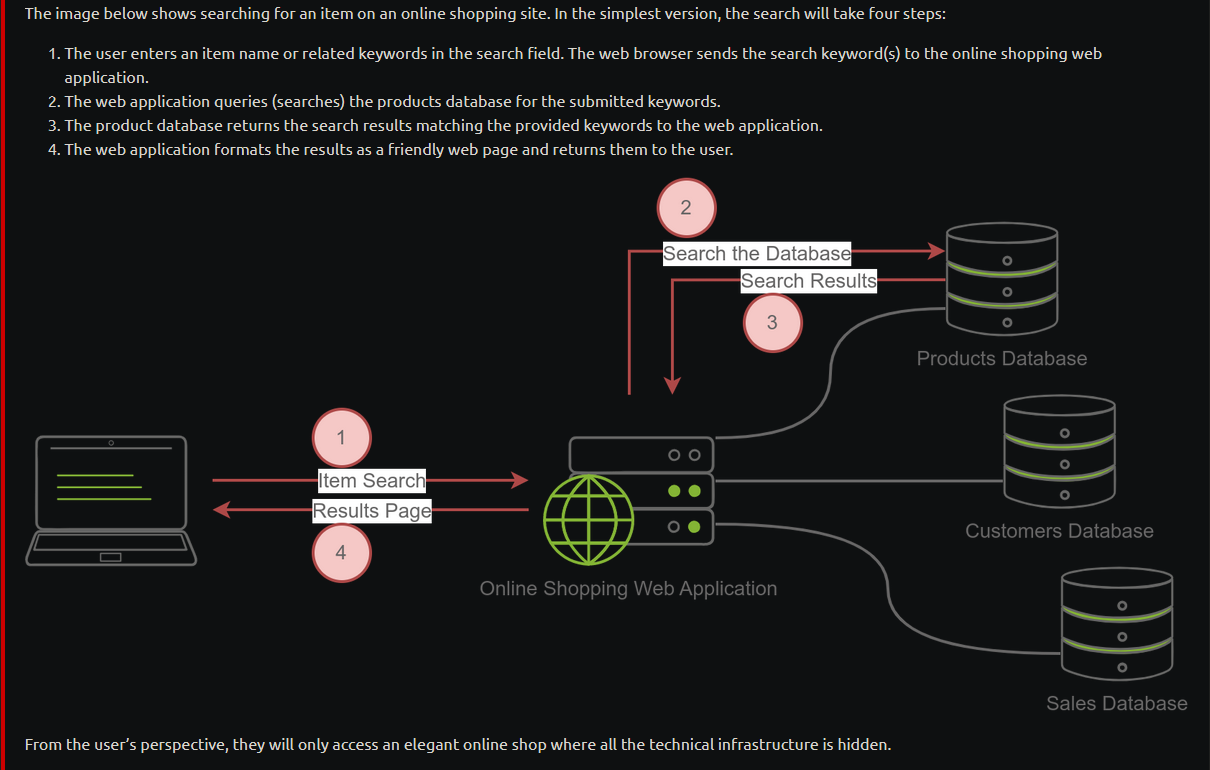 The image below shows searching for an item on an online shopping site. In the simplest version, the search will take four steps:
1. The user enters an item name or related keywords in the search field. The web browser sends the search keyword(s) to the online shopping web
application.
2. The web application queries (searches) the products database for the submitted keywords.
3. The product database returns the search results matching the provided keywords to the web application.
4. The web application formats the results as a friendly web page and returns them to the user.
2
Search the Database
Search Results
3
Products Database
1
Item Search
Results Page
4
Customers Database
Online Shopping Web Application
Sales Database
From the user’s perspective, they will only access an elegant online shop where all the technical infrastructure is hidden.